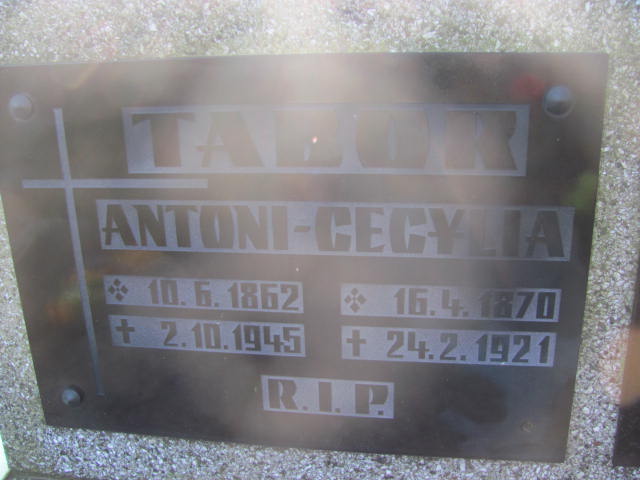 TABOR
ANTONI-CECYLIA
10.6.1862 16.4.1870
✝ 2.10.1945 ✝ 24.2.1921
R.I.P.